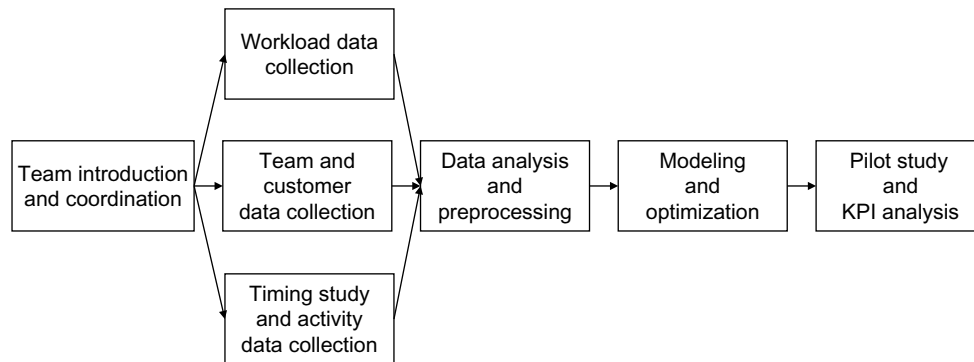 Team introduction
and coordination
Workload data
collection
Team and
customer
data collection
Timing study
and activity
data collection
Data analysis
and
preprocessing
Modeling
and
optimization
Pilot study
and
KPI analysis